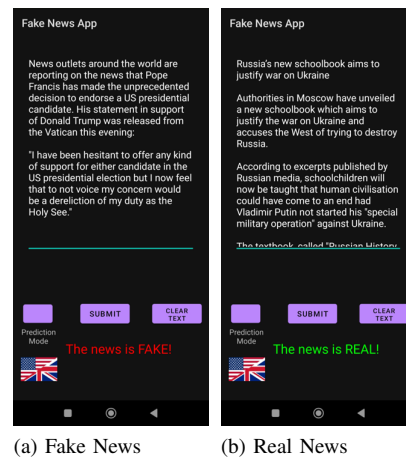 Fake News App
News outlets around the world are
reporting on the news that Pope
Francis has made the unprecedented
decision to endorse a US presidential
candidate. His statement in support
of Donald Trump was released from
the Vatican this evening:
"I have been hesitant to offer any kind
of support for either candidate in the
US presidential election but I now feel
that to not voice my concern would
be a dereliction of my duty as the
Holy See."
SUBMIT
CLEAR
TEXT
Prediction
Mode
The news is FAKE!
(a) Fake News
Fake News App
Russia's new schoolbook aims to
justify war on Ukraine
Authorities in Moscow have unveiled
a new schoolbook which aims to
justify the war on Ukraine and
accuses the West of trying to destroy
Russia.
According to excerpts published by
Russian media, schoolchildren will
now be taught that human civilisation
could have come to an end had
Vladimir Putin not started his "special
military operation" against Ukraine.
The textbook, called "Russian History
SUBMIT
CLEAR
TEXT
Prediction
Mode
The news is REAL!
(b) Real News